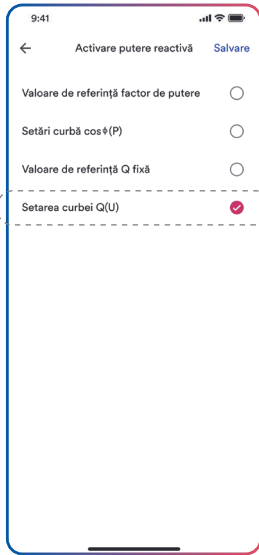 9:41
Activare putere reactivă Salvare
Valoare de referință factor de putere
Setări curbă cosϕ(P)
Valoare de referință Q fixă
Setarea curbei Q(U)